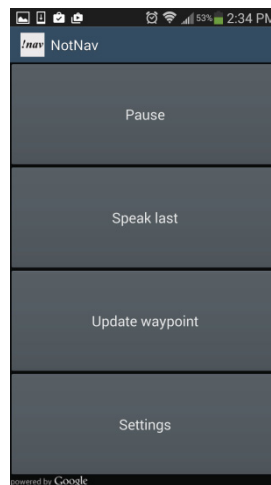 53% 2:34 PM
!nav NotNav
Pause
Speak last
Update waypoint
Settings
powered by Google